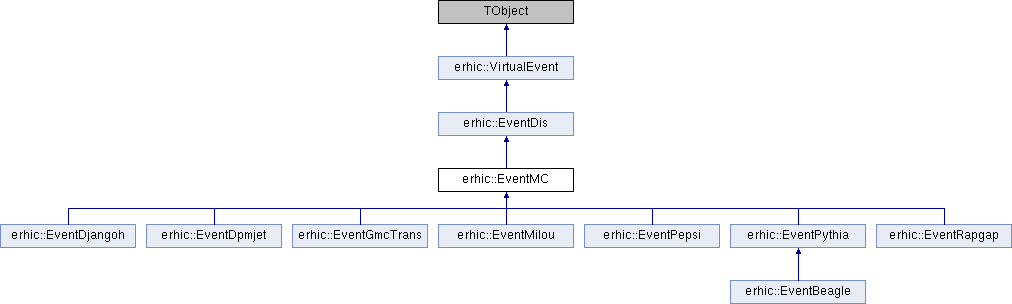 TObject
erhic::VirtualEvent
erhic::EventDis
erhic::EventMC
erhic::EventDjangoh
erhic::EventDpmjet
erhic::EventGmcTrans
erhic::EventMilou
erhic::EventPepsi
erhic::EventPythia
erhic::EventRapgap
erhic::EventBeagle